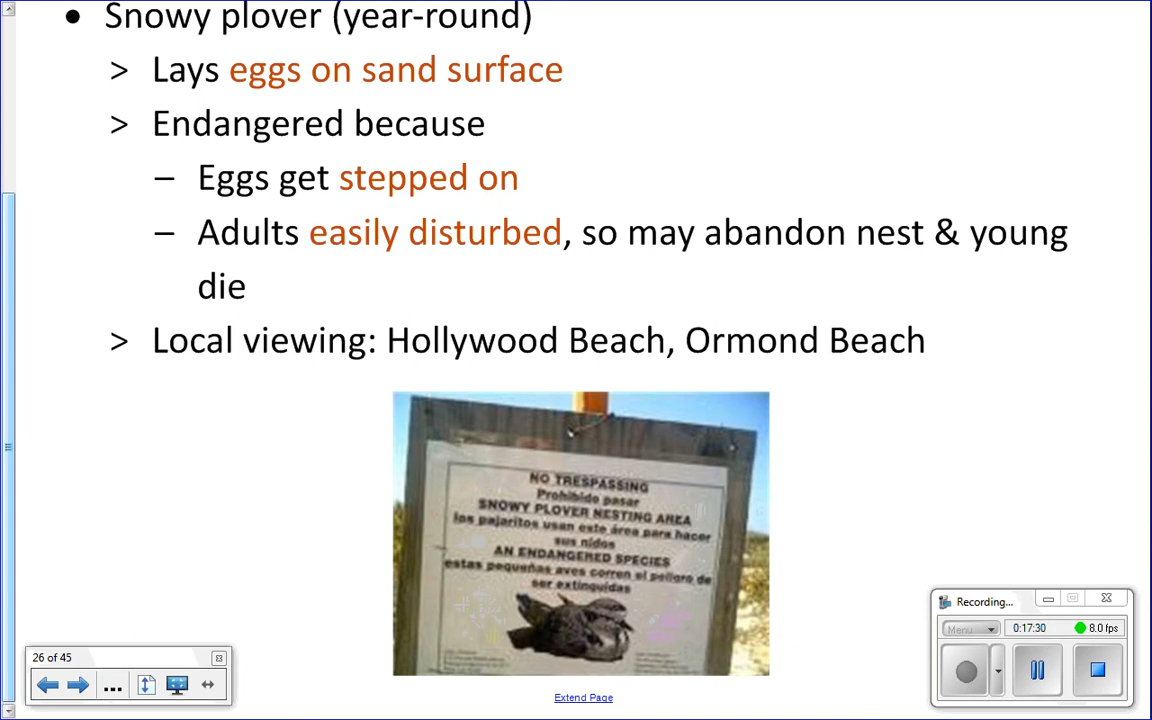 • Snowy plover (year-round)
> Lays eggs on sand surface
> Endangered because
– Eggs get stepped on
– Adults easily disturbed, so may abandon nest & young
die
> Local viewing: Hollywood Beach, Ormond Beach
NO TRESPASSING
Prohibido pasar
SNOWY PLOVER NESTING AREA
los pajaritos usan este área para hacer
sus nidos
AN ENDANGERED SPECIES
estas pequeñas aves corren el peligro de
ser extinguidas
Extend Page
26 of 45
...
Recording...
Menu
0:17:30
8.0 fps